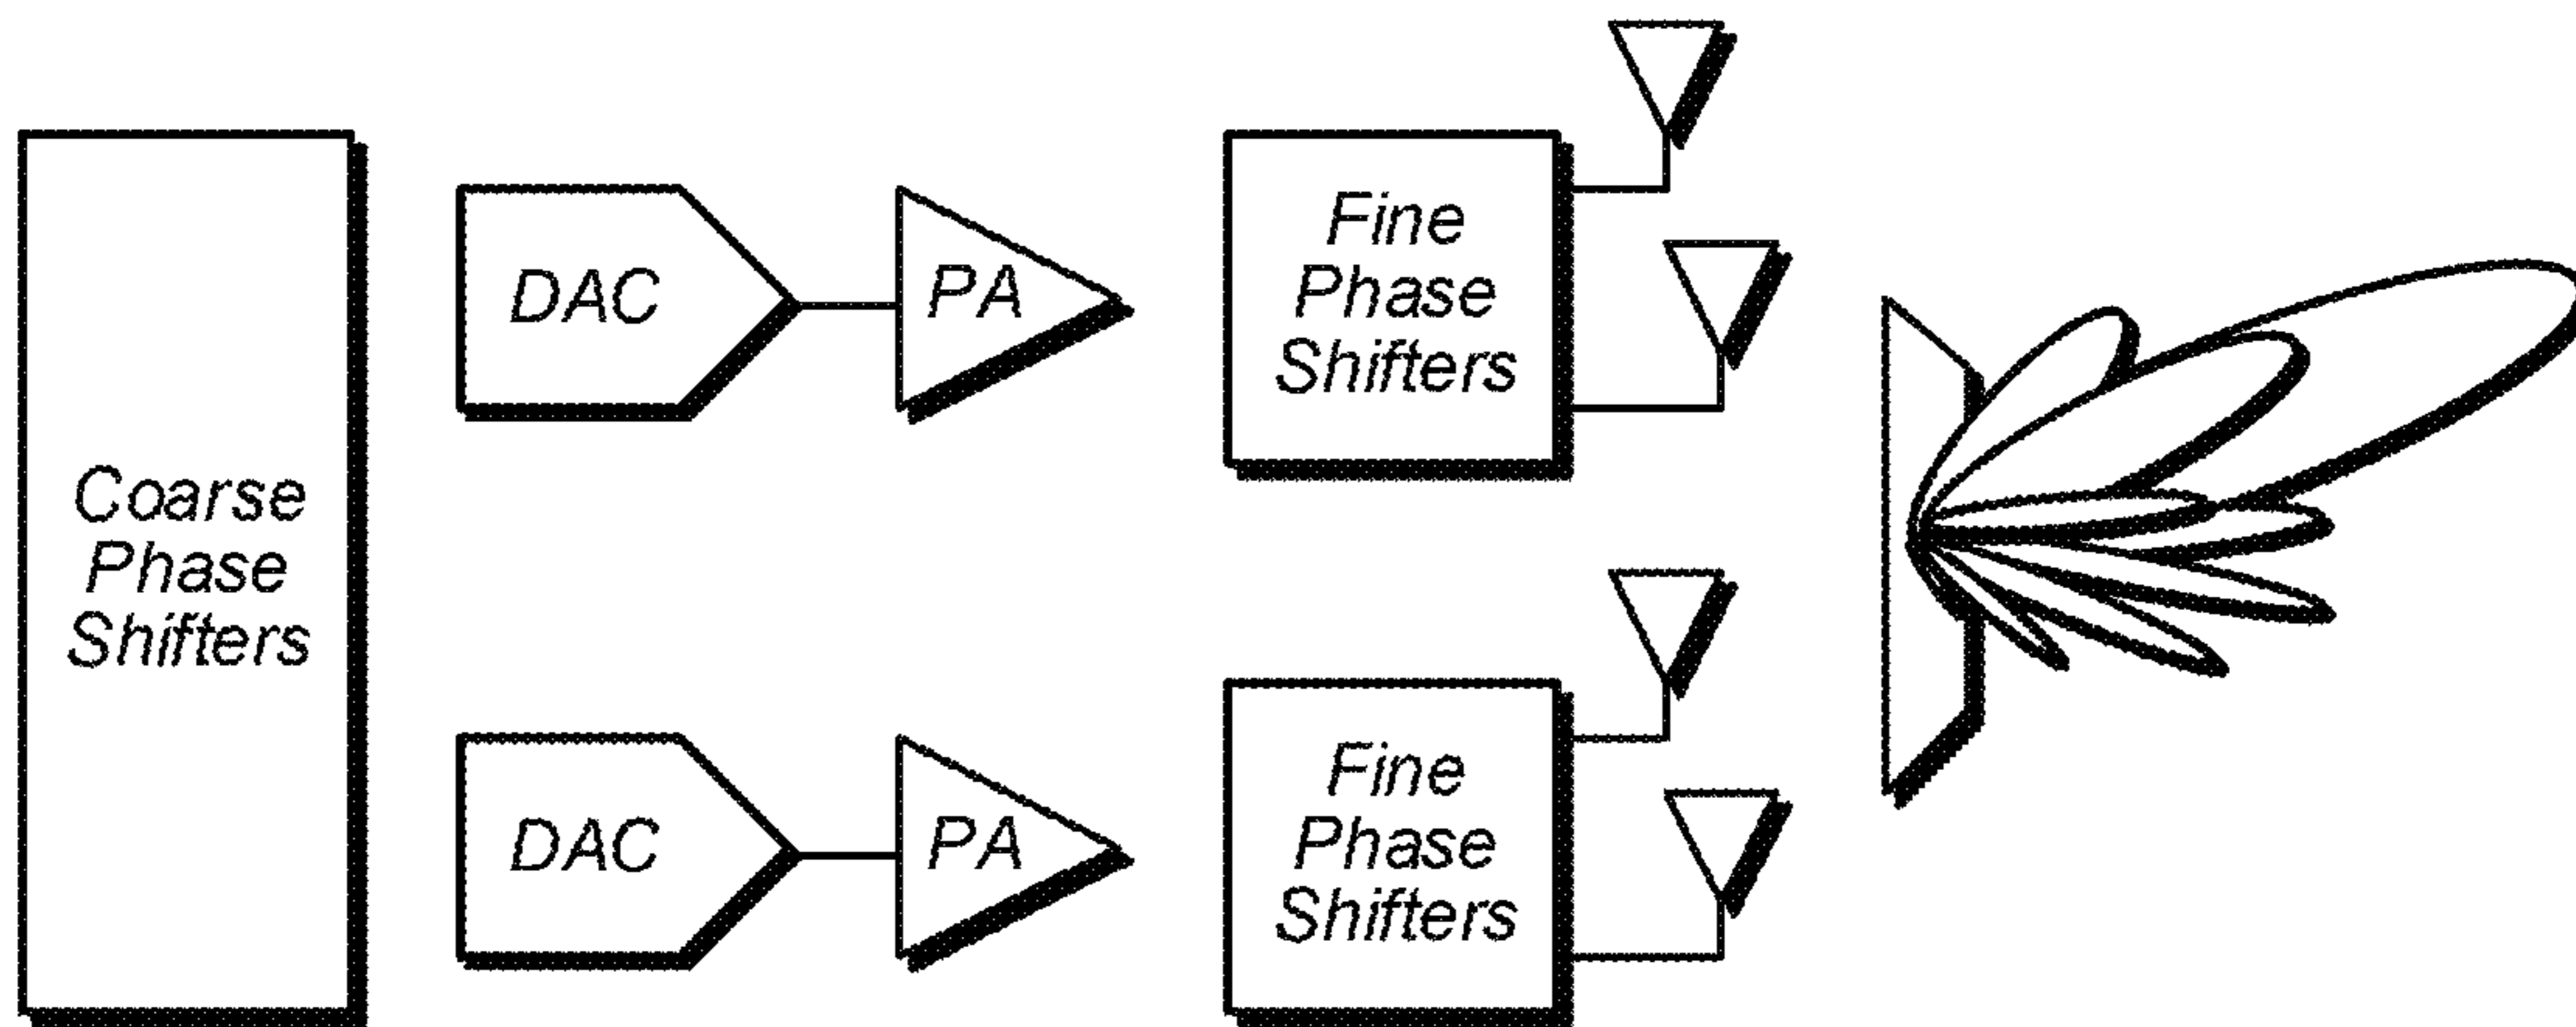 Coarse
Phase
Shifters
DAC
PA
Fine
Phase
Shifters
DAC
PA
Fine
Phase
Shifters